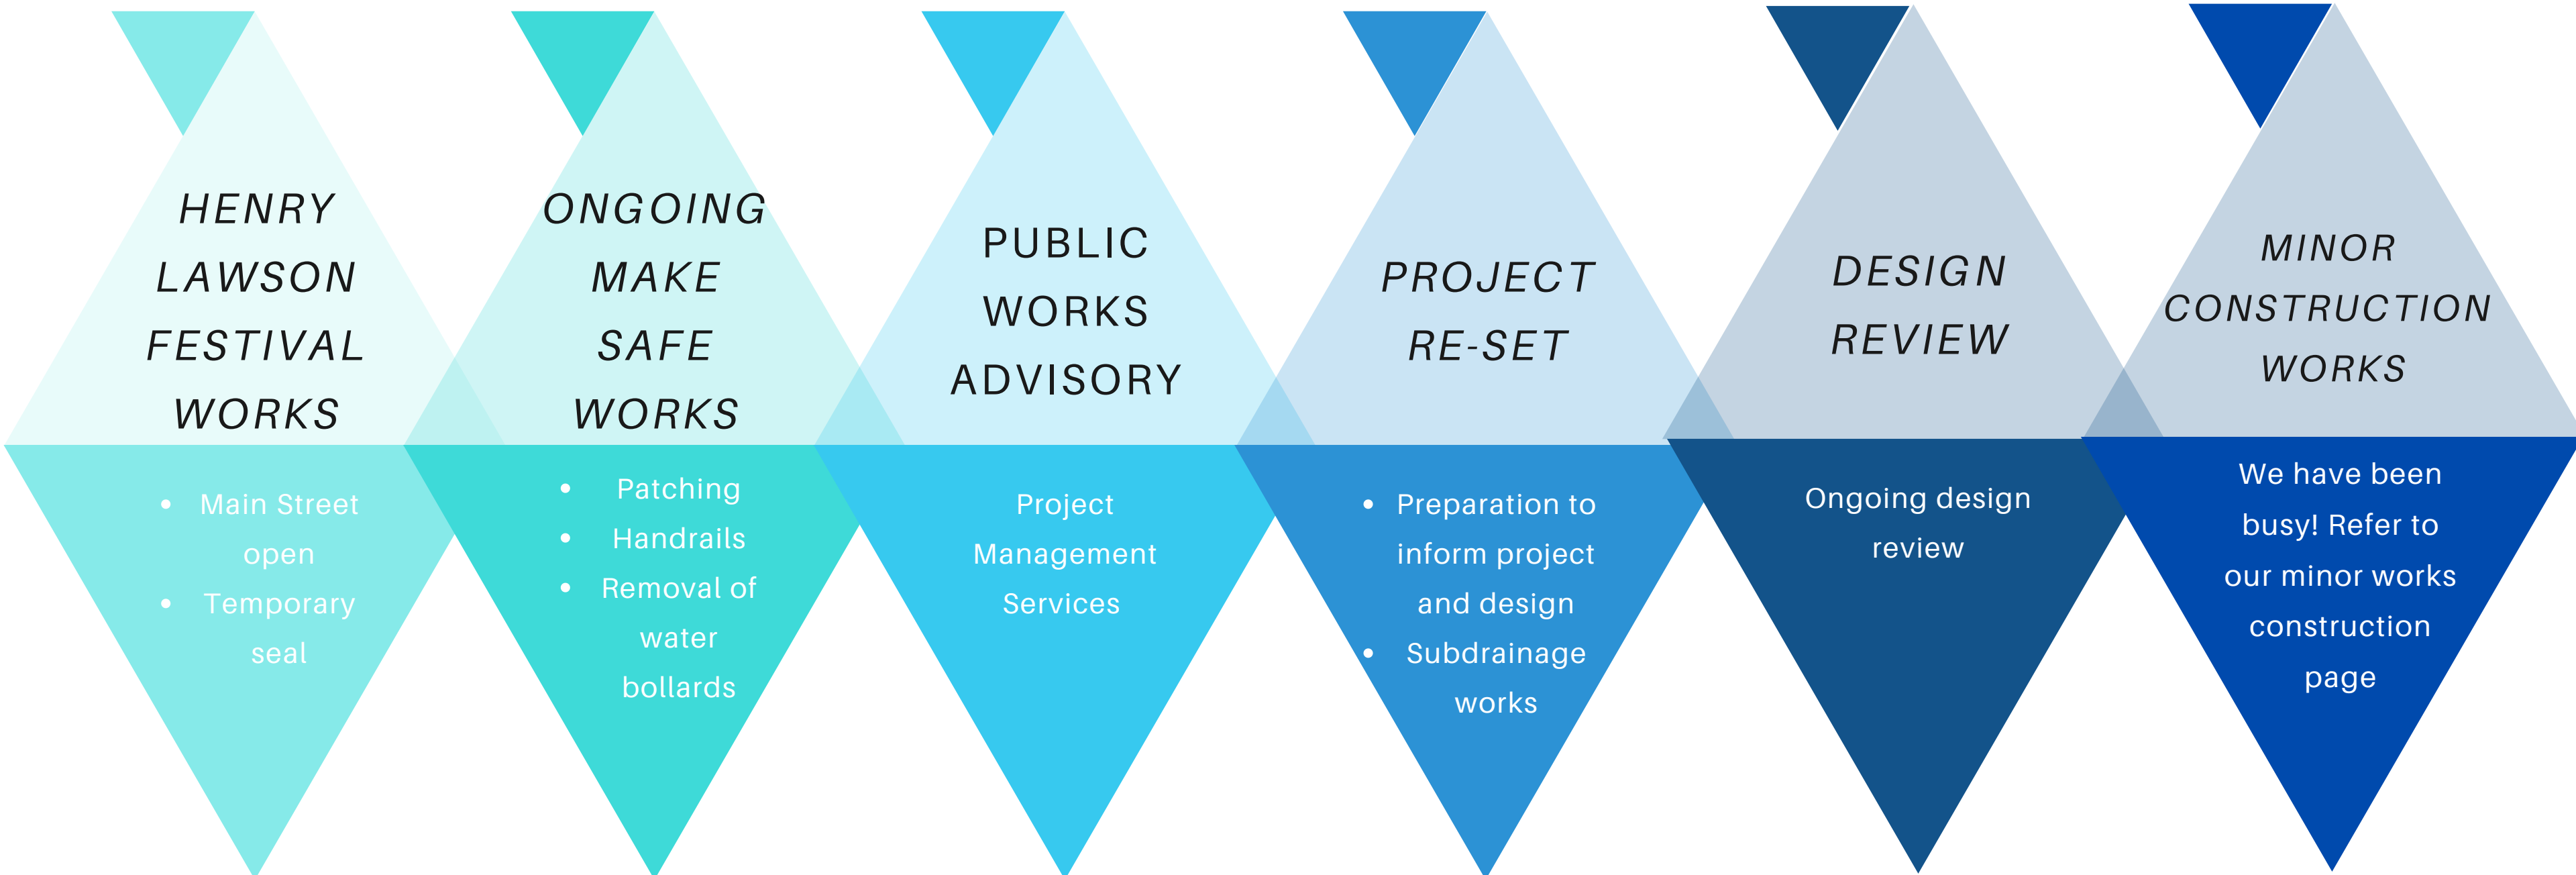 HENRY
LAWSON
FESTIVAL
WORKS
• Main Street
open
• Temporary
seal
ONGOING
MAKE
SAFE
WORKS
• Patching
• Handrails
• Removal of
water
bollards
PUBLIC
WORKS
ADVISORY
Project
Management
Services
PROJECT
RE-SET
• Preparation to
inform project
and design
• Subdrainage
works
DESIGN
REVIEW
Ongoing design
review
MINOR
CONSTRUCTION
WORKS
We have been
busy! Refer to
our minor works
construction
page